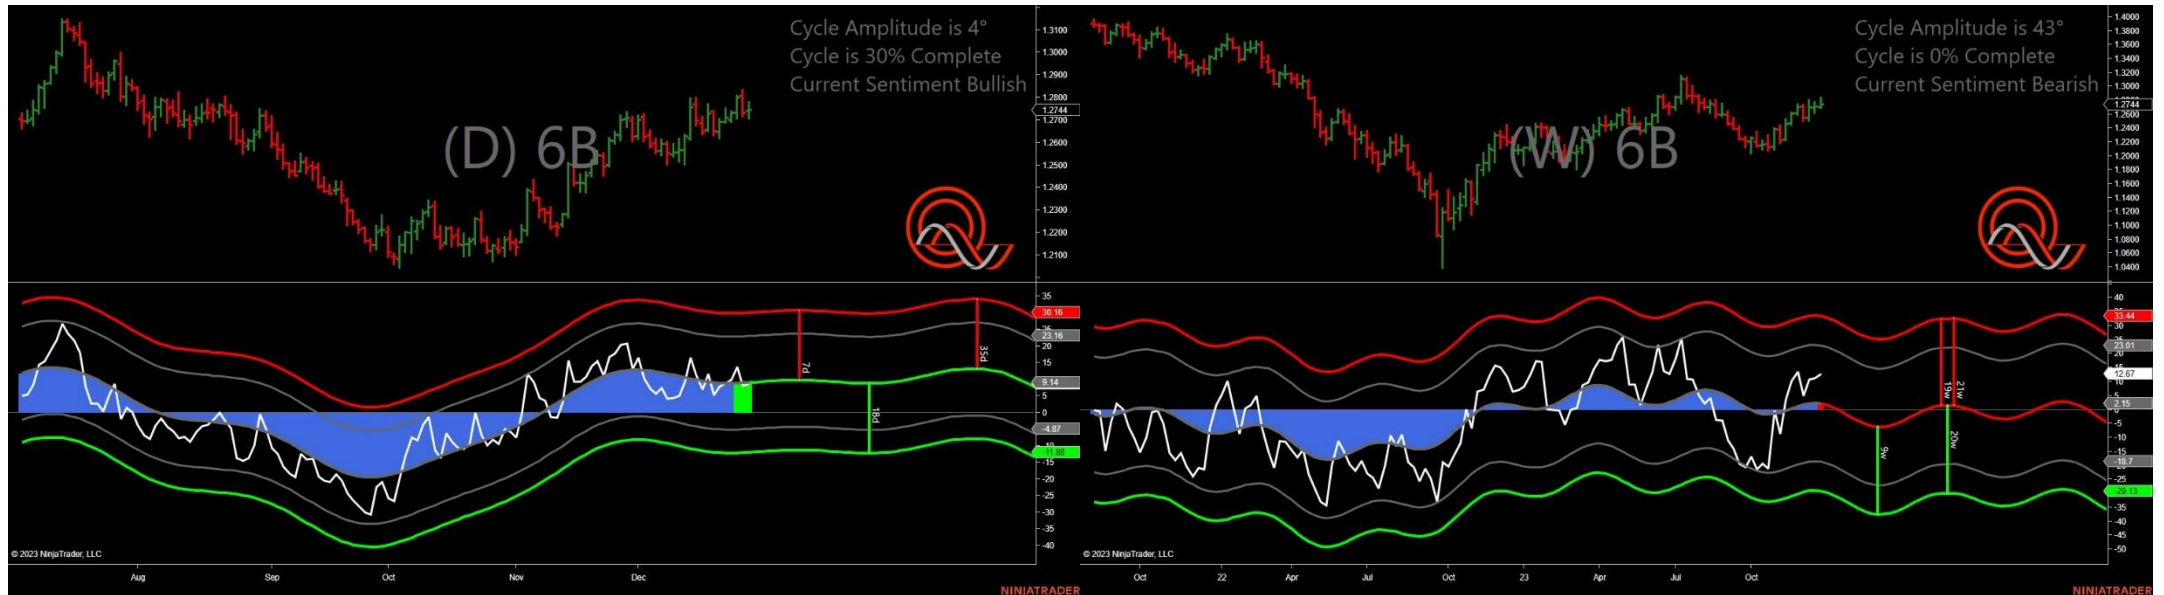 Cycle Amplitude is 4°
Cycle is 30% Complete
Current Sentiment Bullish
(D) 6B
1.3100
1.3000
1.2900
1.2800
1.2744
1.2700
1.2600
1.2500
1.2400
1.2300
1.2200
1.2100
35
30.16
25
23.16
20
15
9.14
5
0
-4.87
-10
-11.88
-15
-20
-25
-30
-35
-40
7d
18d
35d
© 2023 NinjaTrader, LLC
Aug
Sep
Oct
Nov
Dec
NINJATRADER
Cycle Amplitude is 43°
Cycle is 0% Complete
Current Sentiment Bearish
(W) 6B
1.4000
1.3800
1.3600
1.3400
1.3200
1.3000
1.2744
1.2600
1.2400
1.2200
1.2000
1.1800
1.1600
1.1400
1.1200
1.1000
1.0800
1.0600
1.0400
40
33.44
30
23.01
20
12.67
10
5
2.15
-5
-10
-15
-18.7
-25
-29.13
-35
-40
-45
-50
9w
19w
21w
20w
© 2023 NinjaTrader, LLC
Oct
22
Apr
Jul
Oct
23
Apr
Jul
Oct
NINJATRADER